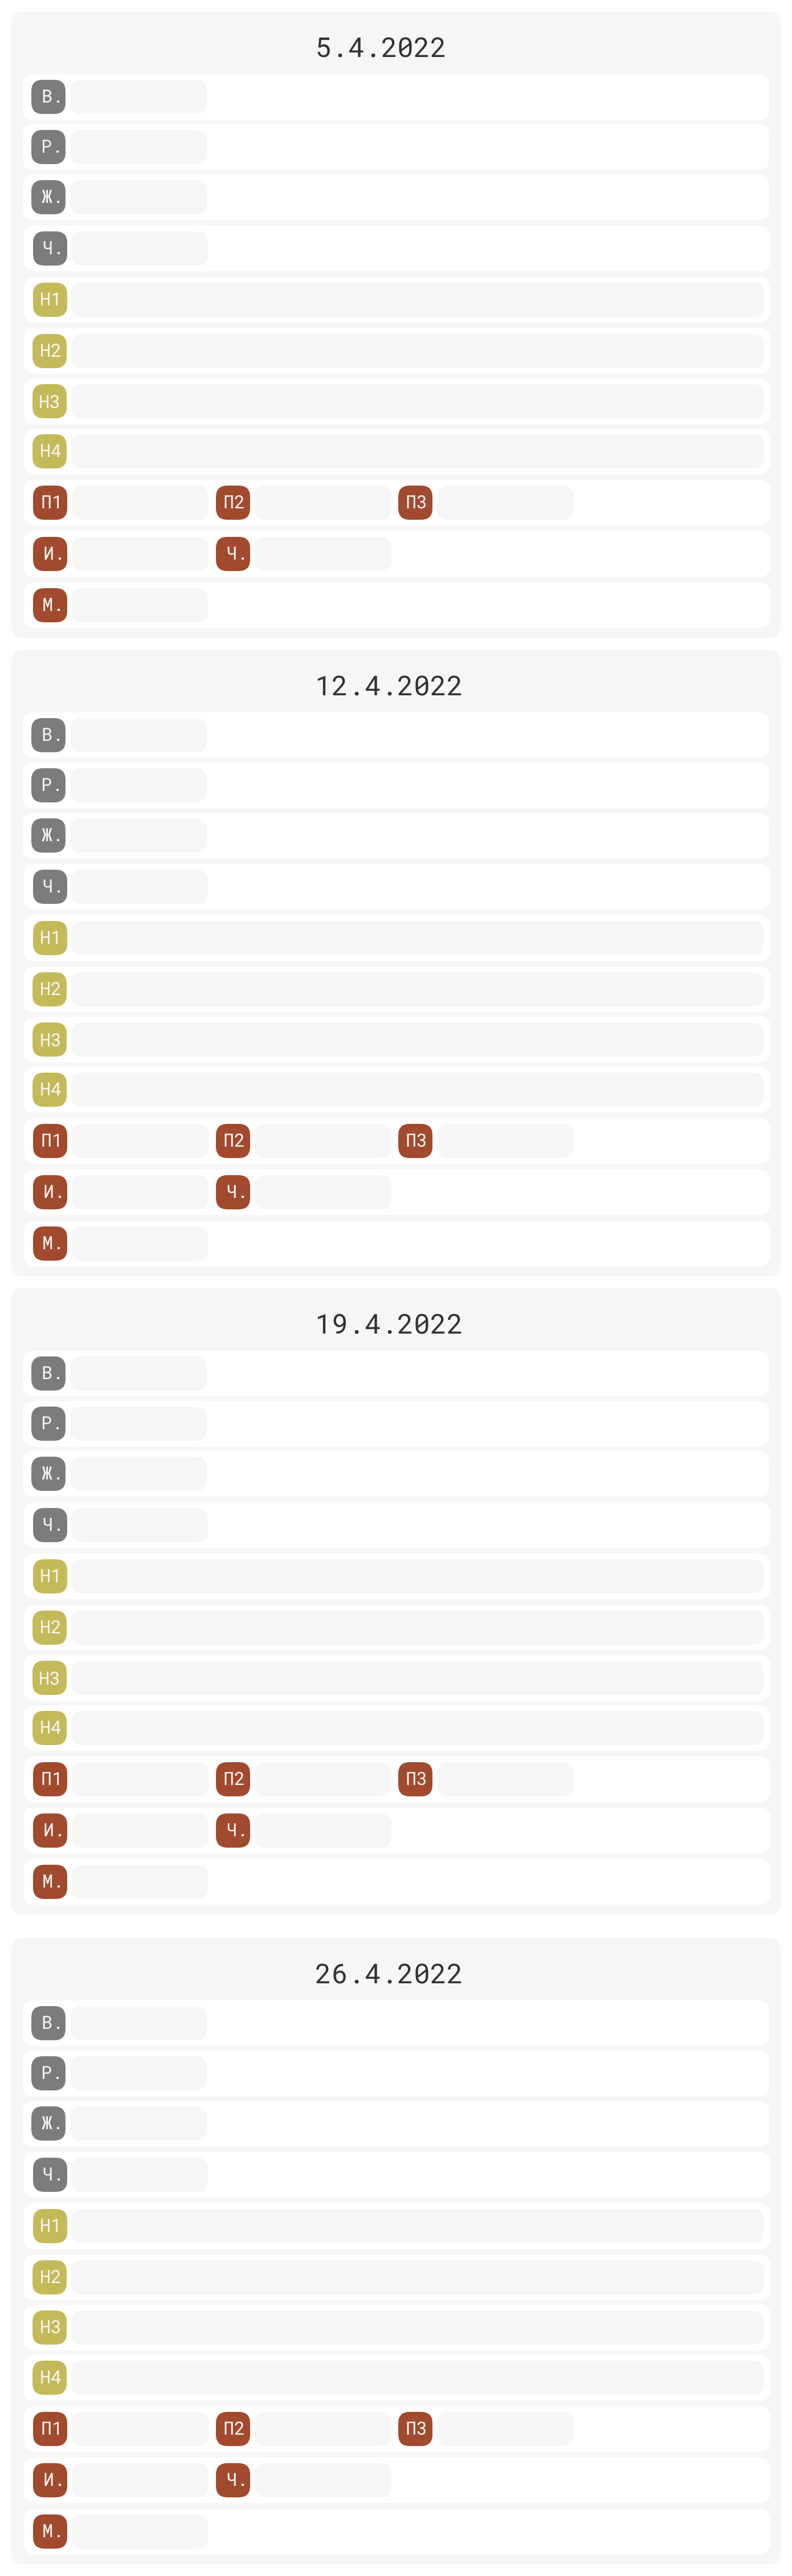 5.4.2022
В.
Р.
Ж.
Ч.
Н1
Н2
Н3
Н4
П1 П2 П3
И. Ч.
М.
12.4.2022
В.
Р.
Ж.
Ч.
Н1
Н2
Н3
Н4
П1 П2 П3
И. Ч.
М.
19.4.2022
В.
Р.
Ж.
Ч.
Н1
Н2
Н3
Н4
П1 П2 П3
И. Ч.
М.
26.4.2022
В.
Р.
Ж.
Ч.
Н1
Н2
Н3
Н4
П1 П2 П3
И. Ч.
М.